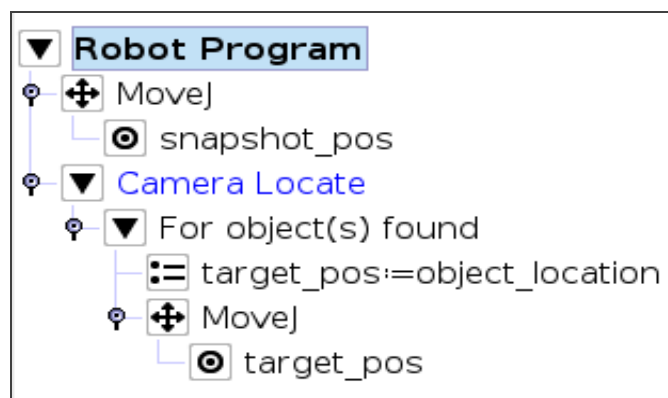 Robot Program
MoveJ
snapshot_pos
Camera Locate
For object(s) found
target_pos:=object_location
MoveJ
target_pos